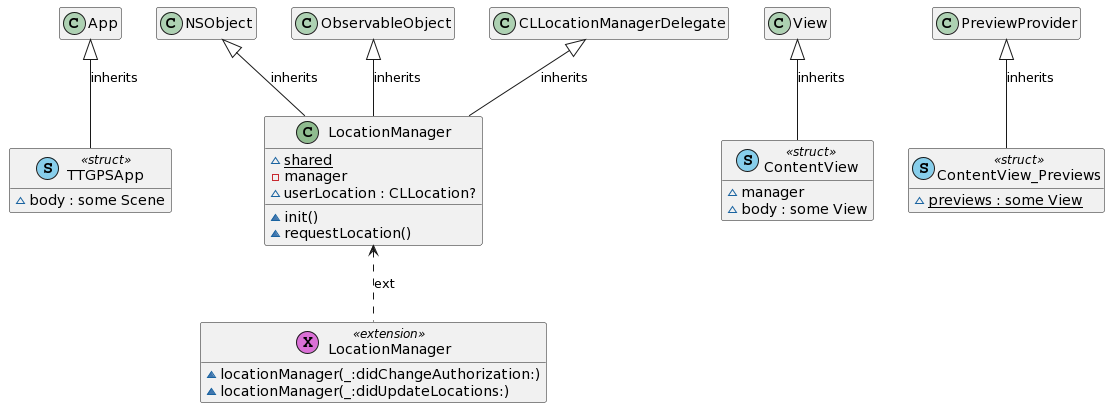 C App
C NSObject
C ObservableObject
C CLLocationManagerDelegate
C View
C PreviewProvider
inherits
inherits
inherits
inherits
inherits
inherits
S «struct»
TTGPSApp
body : some Scene
C LocationManager
shared
manager
userLocation : CLLocation?
init()
requestLocation()
S «struct»
ContentView
manager
body : some View
S «struct»
ContentView_Previews
previews : some View
ext
X «extension»
LocationManager
locationManager(_:didChangeAuthorization:)
locationManager(_:didUpdateLocations:)